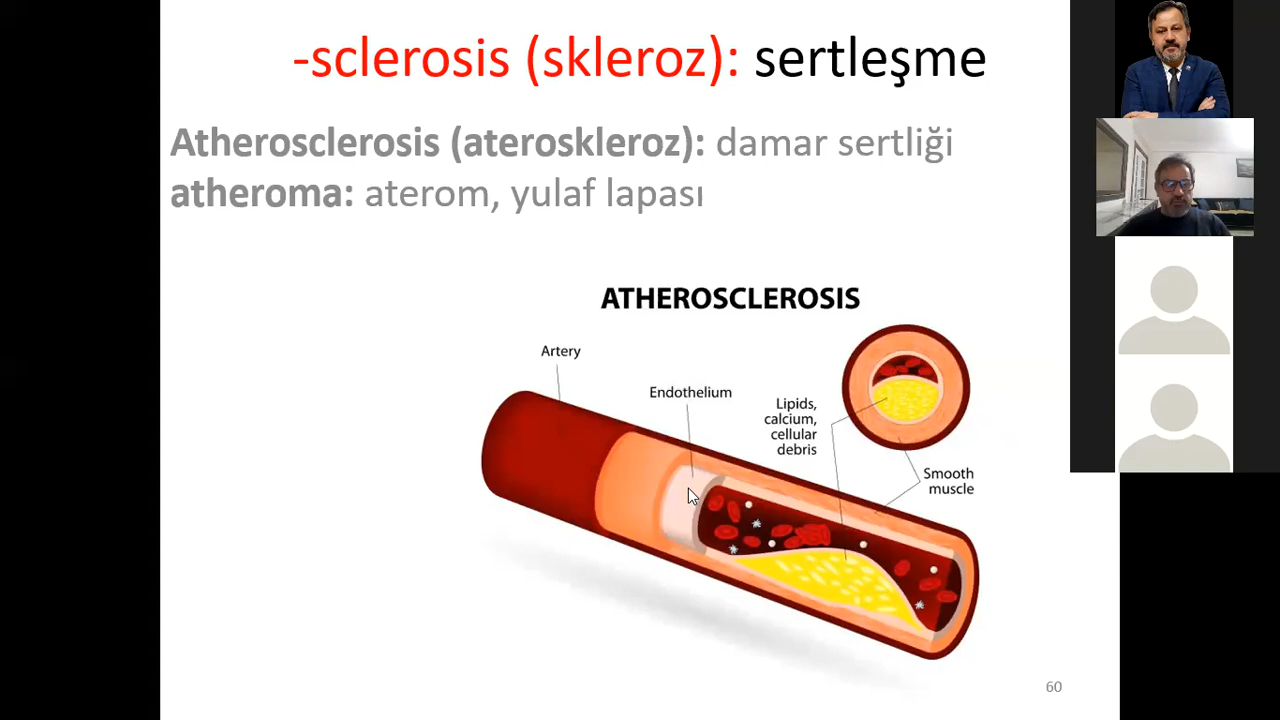 -sclerosis (skleroz): sertleşme
Atherosclerosis (ateroskleroz): damar sertliği
atheroma: aterom, yulaf lapası
ATHEROSCLEROSIS
Artery
Endothelium
Lipids,
calcium,
cellular
debris
Smooth
muscle
60